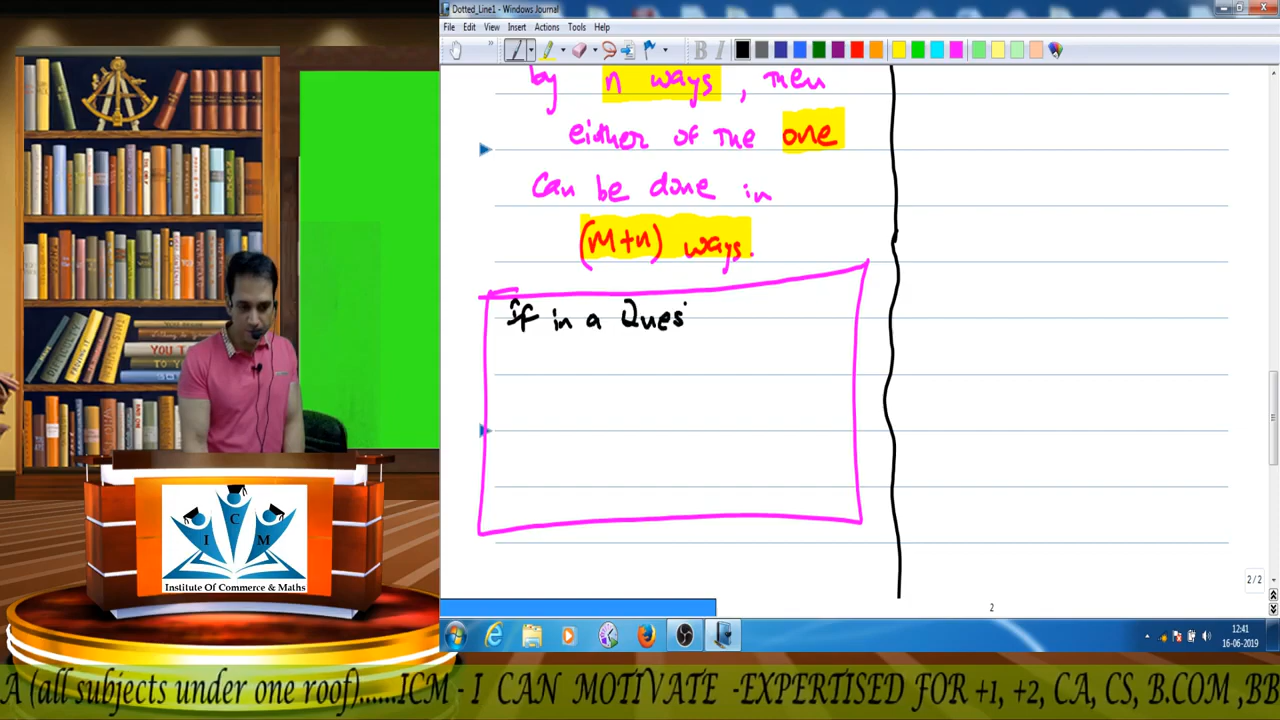 Dotted_Line1 - Windows Journal
File Edit View Insert Actions Tools Help
by n ways, then
either of the one
can be done in
(m+n) ways.
If in a Ques
2/2
2
12:41
16-06-2019
I C M
Institute Of Commerce & Maths
A (all subjects under one roof).....ICM - I CAN MOTIVATE -EXPERTISED FOR +1, +2, CA, CS, B.COM ,BB